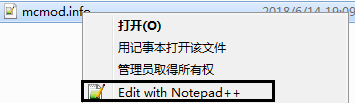 mcmod.info 2018/6/14 19:09
打开(O)
用记事本打开该文件
管理员取得所有权
Edit with Notepad++